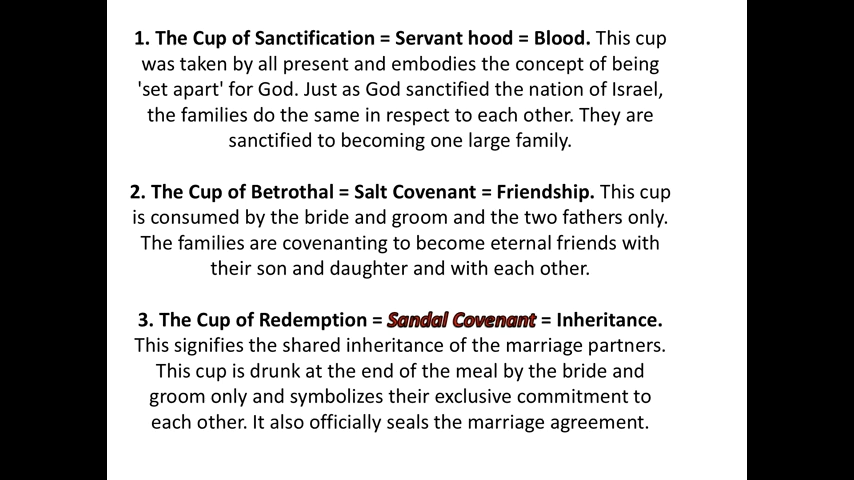 1. The Cup of Sanctification = Servant hood = Blood. This cup
was taken by all present and embodies the concept of being
'set apart' for God. Just as God sanctified the nation of Israel,
the families do the same in respect to each other. They are
sanctified to becoming one large family.
2. The Cup of Betrothal = Salt Covenant = Friendship. This cup
is consumed by the bride and groom and the two fathers only.
The families are covenanting to become eternal friends with
their son and daughter and with each other.
3. The Cup of Redemption = Sandal Covenant = Inheritance.
This signifies the shared inheritance of the marriage partners.
This cup is drunk at the end of the meal by the bride and
groom only and symbolizes their exclusive commitment to
each other. It also officially seals the marriage agreement.